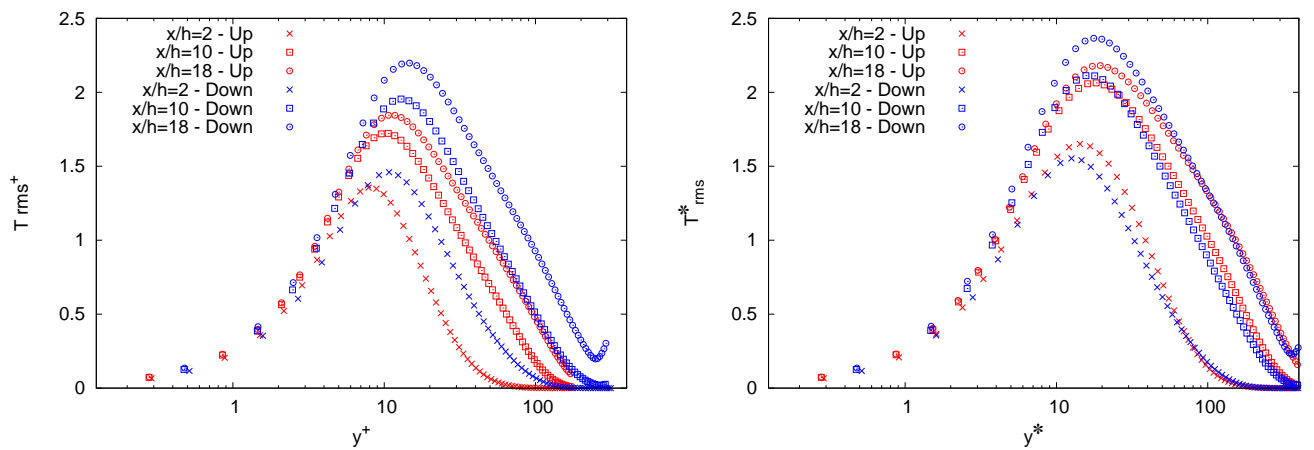 2.5
2
1.5
1
0.5
0
1 10 100
T rms+
y+
x/h=2 - Up
x/h=10 - Up
x/h=18 - Up
x/h=2 - Down
x/h=10 - Down
x/h=18 - Down
2.5
2
1.5
1
0.5
0
1 10 100
T*rms
y*
x/h=2 - Up
x/h=10 - Up
x/h=18 - Up
x/h=2 - Down
x/h=10 - Down
x/h=18 - Down